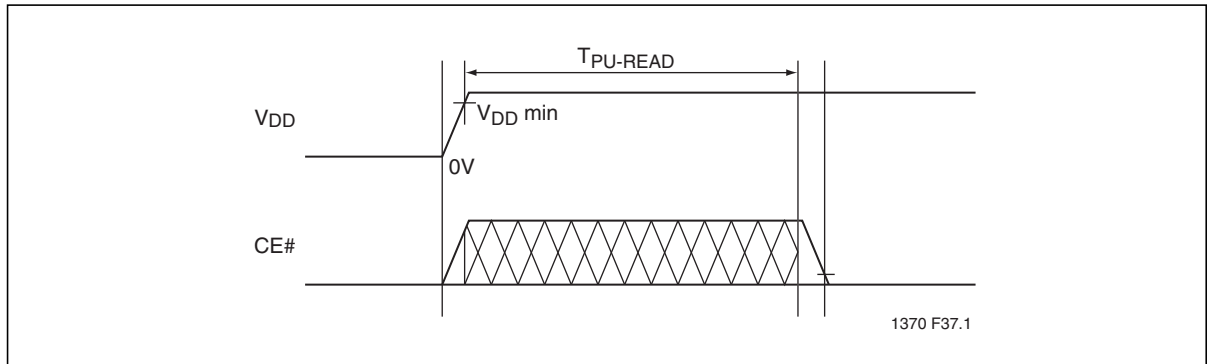 TPU-READ
VDD
VDD min
0V
CE#
1370 F37.1